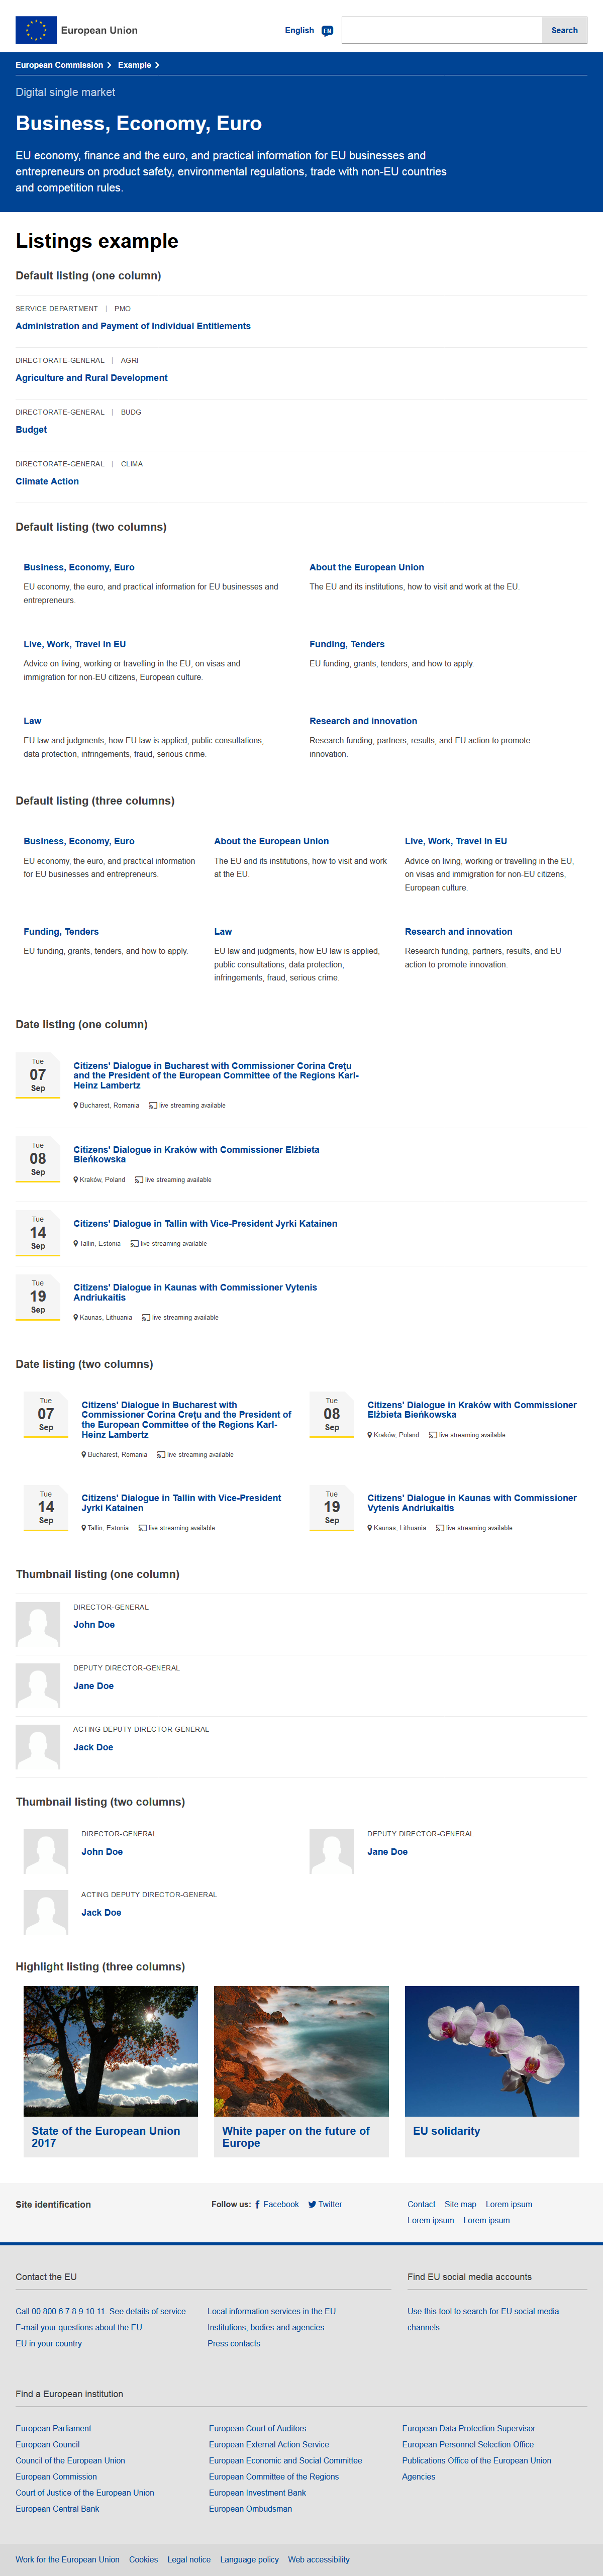 European Union
English EN
Search
European Commission Example
Digital single market
Business, Economy, Euro
EU economy, finance and the euro, and practical information for EU businesses and
entrepreneurs on product safety, environmental regulations, trade with non-EU countries
and competition rules.
Listings example
Default listing (one column)
SERVICE DEPARTMENT | PMO
Administration and Payment of Individual Entitlements
DIRECTORATE-GENERAL | AGRI
Agriculture and Rural Development
DIRECTORATE-GENERAL | BUDG
Budget
DIRECTORATE-GENERAL | CLIMA
Climate Action
Default listing (two columns)
Business, Economy, Euro
EU economy, the euro, and practical information for EU businesses and
entrepreneurs.
About the European Union
The EU and its institutions, how to visit and work at the EU.
Live, Work, Travel in EU
Advice on living, working or travelling in the EU, on visas and
immigration for non-EU citizens, European culture.
Funding, Tenders
EU funding, grants, tenders, and how to apply.
Law
EU law and judgments, how EU law is applied, public consultations,
data protection, infringements, fraud, serious crime.
Research and innovation
Research funding, partners, results, and EU action to promote
innovation.
Default listing (three columns)
Business, Economy, Euro
EU economy, the euro, and practical information
for EU businesses and entrepreneurs.
About the European Union
The EU and its institutions, how to visit and work
at the EU.
Live, Work, Travel in EU
Advice on living, working or travelling in the EU,
on visas and immigration for non-EU citizens,
European culture.
Funding, Tenders
EU funding, grants, tenders, and how to apply.
Law
EU law and judgments, how EU law is applied,
public consultations, data protection,
infringements, fraud, serious crime.
Research and innovation
Research funding, partners, results, and EU
action to promote innovation.
Date listing (one column)
Tue
07
Sep
Citizens' Dialogue in Bucharest with Commissioner Corina Crețu
and the President of the European Committee of the Regions Karl-
Heinz Lambertz
Bucharest, Romania live streaming available
Tue
08
Sep
Citizens' Dialogue in Kraków with Commissioner Elżbieta
Bieńkowska
Kraków, Poland live streaming available
Tue
14
Sep
Citizens' Dialogue in Tallin with Vice-President Jyrki Katainen
Tallin, Estonia live streaming available
Tue
19
Sep
Citizens' Dialogue in Kaunas with Commissioner Vytenis
Andriukaitis
Kaunas, Lithuania live streaming available
Date listing (two columns)
Tue
07
Sep
Citizens' Dialogue in Bucharest with
Commissioner Corina Crețu and the President of
the European Committee of the Regions Karl-
Heinz Lambertz
Bucharest, Romania live streaming available
Tue
08
Sep
Citizens' Dialogue in Kraków with Commissioner
Elżbieta Bieńkowska
Kraków, Poland live streaming available
Tue
14
Sep
Citizens' Dialogue in Tallin with Vice-President
Jyrki Katainen
Tallin, Estonia live streaming available
Tue
19
Sep
Citizens' Dialogue in Kaunas with Commissioner
Vytenis Andriukaitis
Kaunas, Lithuania live streaming available
Thumbnail listing (one column)
DIRECTOR-GENERAL
John Doe
DEPUTY DIRECTOR-GENERAL
Jane Doe
ACTING DEPUTY DIRECTOR-GENERAL
Jack Doe
Thumbnail listing (two columns)
DIRECTOR-GENERAL
John Doe
DEPUTY DIRECTOR-GENERAL
Jane Doe
ACTING DEPUTY DIRECTOR-GENERAL
Jack Doe
Highlight listing (three columns)
State of the European Union
2017
White paper on the future of
Europe
EU solidarity
Site identification
Follow us: Facebook Twitter
Contact Site map Lorem ipsum
Lorem ipsum Lorem ipsum
Contact the EU
Call 00 800 6 7 8 9 10 11. See details of service
E-mail your questions about the EU
EU in your country
Local information services in the EU
Institutions, bodies and agencies
Press contacts
Find EU social media accounts
Use this tool to search for EU social media
channels
Find a European institution
European Parliament
European Council
Council of the European Union
European Commission
Court of Justice of the European Union
European Central Bank
European Court of Auditors
European External Action Service
European Economic and Social Committee
European Committee of the Regions
European Investment Bank
European Ombudsman
European Data Protection Supervisor
European Personnel Selection Office
Publications Office of the European Union
Agencies
Work for the European Union Cookies Legal notice Language policy Web accessibility